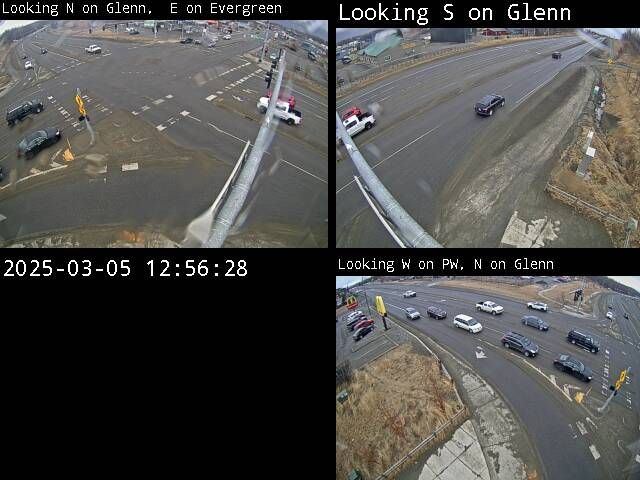 Looking N on Glenn,  E on Evergreen
Looking S on Glenn
2025-03-05 12:56:28
Looking W on PW, N on Glenn